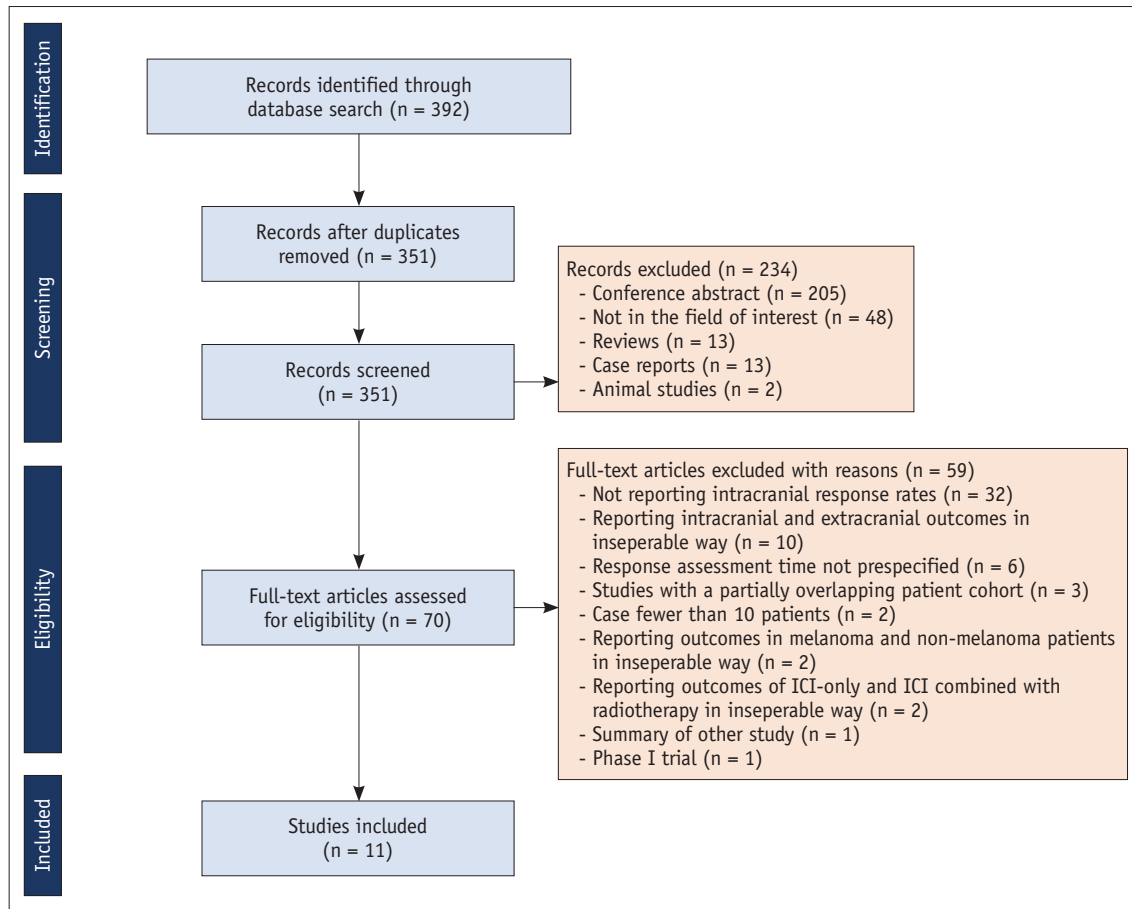 Identification
Records identified through
database search (n = 392)
Screening
Records after duplicates
removed (n = 351)
Records screened
(n = 351)
Records excluded (n = 234)
- Conference abstract (n = 205)
- Not in the field of interest (n = 48)
- Reviews (n = 13)
- Case reports (n = 13)
- Animal studies (n = 2)
Eligibility
Full-text articles assessed
for eligibility (n = 70)
Full-text articles excluded with reasons (n = 59)
- Not reporting intracranial response rates (n = 32)
- Reporting intracranial and extracranial outcomes in
inseperable way (n = 10)
- Response assessment time not prespecified (n = 6)
- Studies with a partially overlapping patient cohort (n = 3)
- Case fewer than 10 patients (n = 2)
- Reporting outcomes in melanoma and non-melanoma patients
in inseperable way (n = 2)
- Reporting outcomes of ICI-only and ICI combined with
radiotherapy in inseperable way (n = 2)
- Summary of other study (n = 1)
- Phase I trial (n = 1)
Included
Studies included
(n = 11)